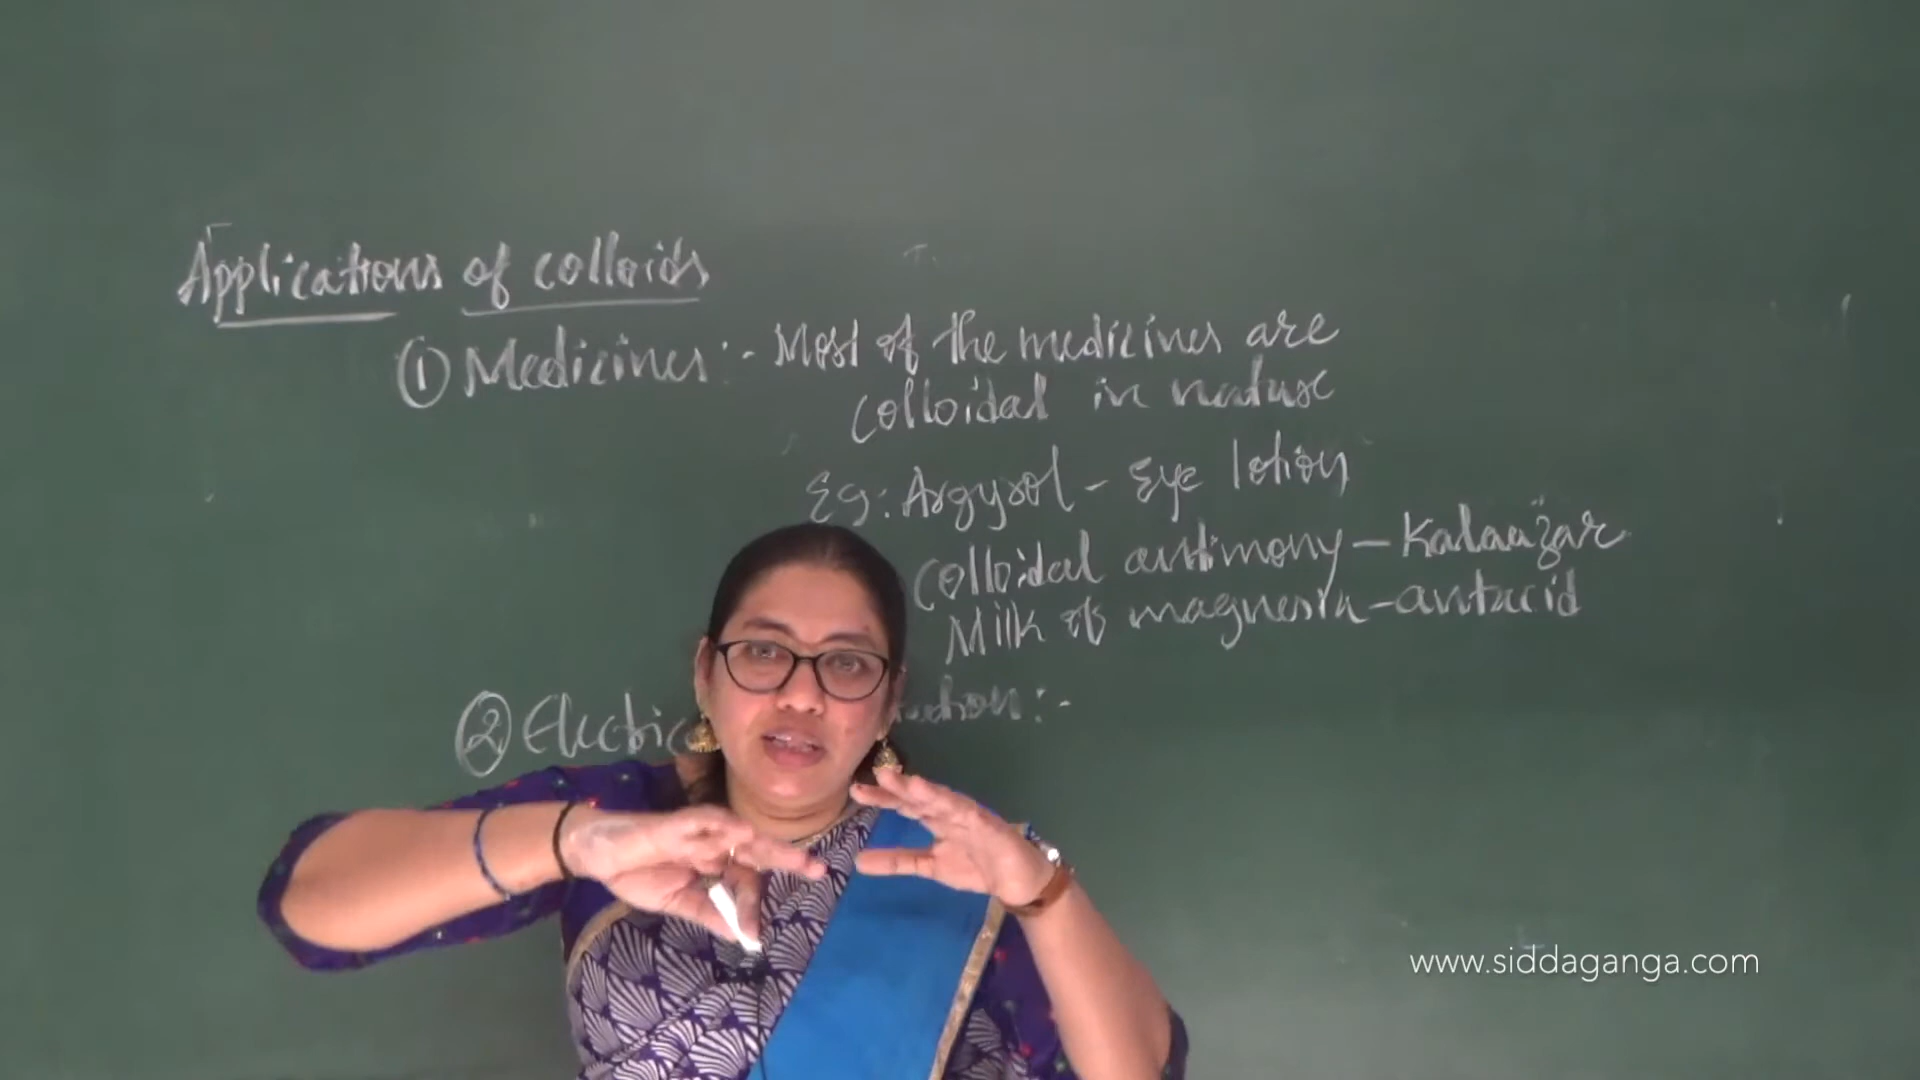 Applications of colloids
① Medicines:- Most of the medicines are
colloidal in nature
Eg: Argyrol - Eye lotion
Colloidal antimony - Kalaazar
Milk of magnesia - antacid
② Electric :-
www.siddaganga.com